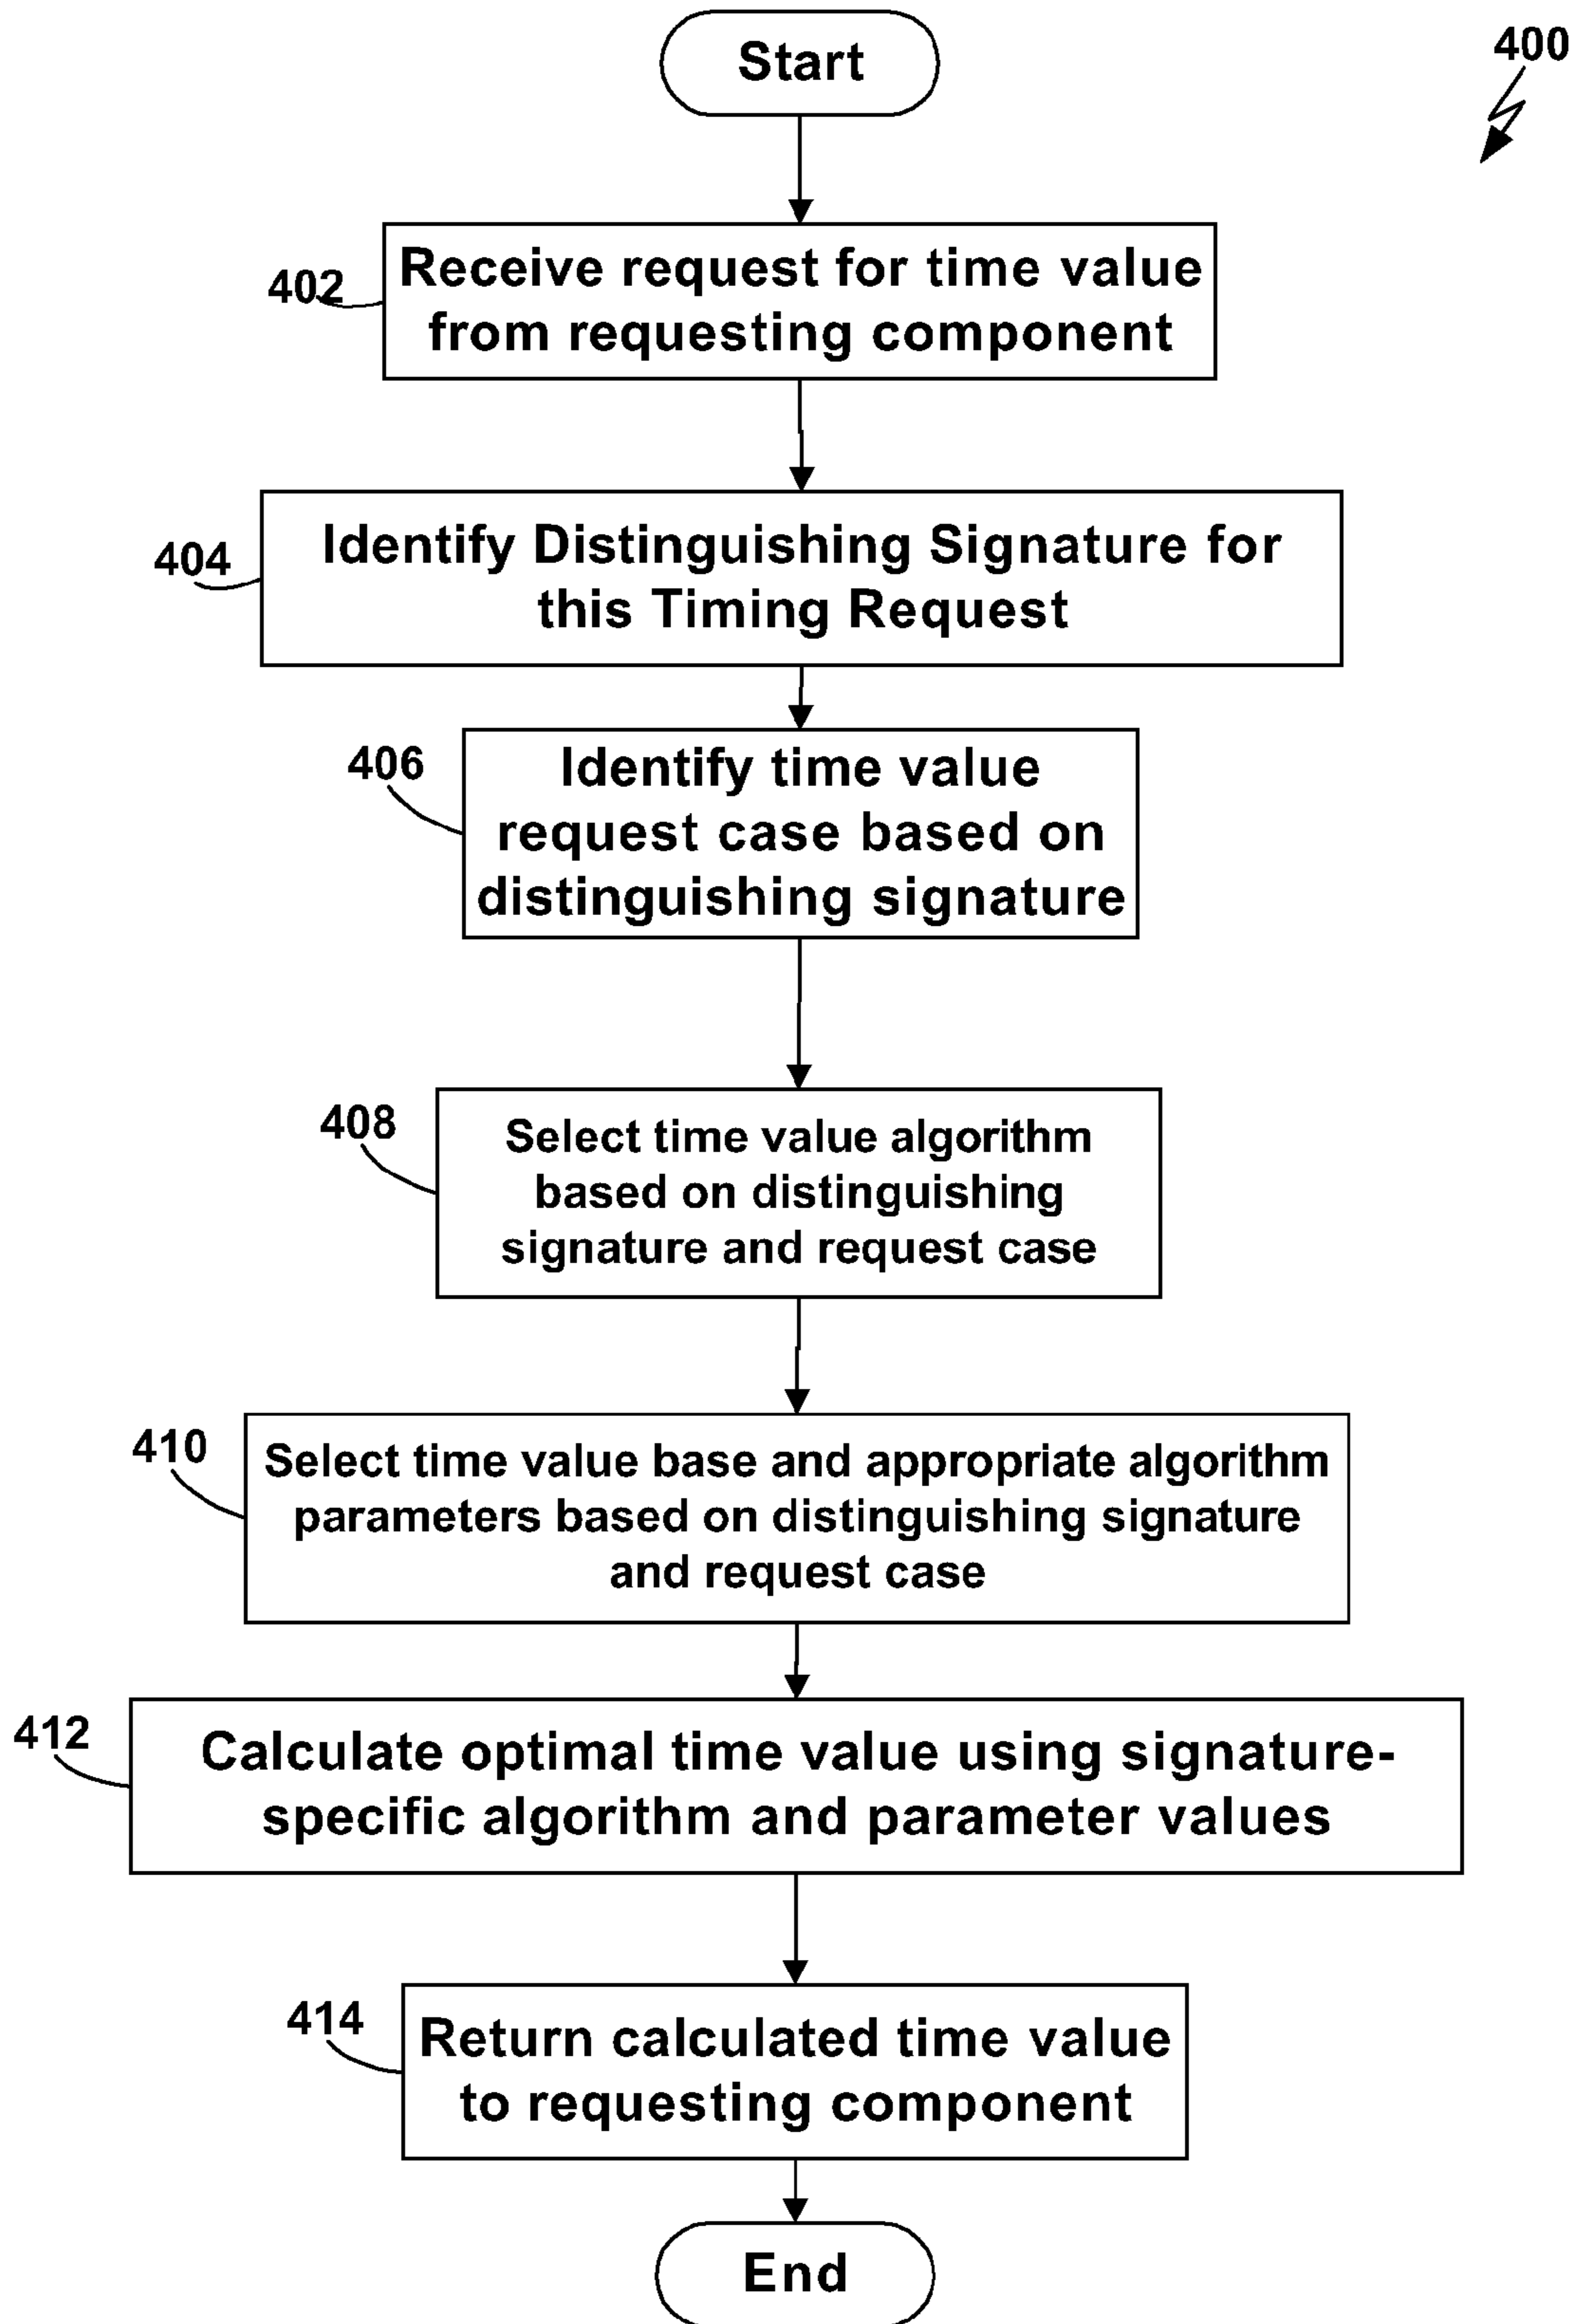 Start
400
402
Receive request for time value
from requesting component
404
Identify Distinguishing Signature for
this Timing Request
406
Identify time value
request case based on
distinguishing signature
408
Select time value algorithm
based on distinguishing
signature and request case
410
Select time value base and appropriate algorithm
parameters based on distinguishing signature
and request case
412
Calculate optimal time value using signature-
specific algorithm and parameter values
414
Return calculated time value
to requesting component
End